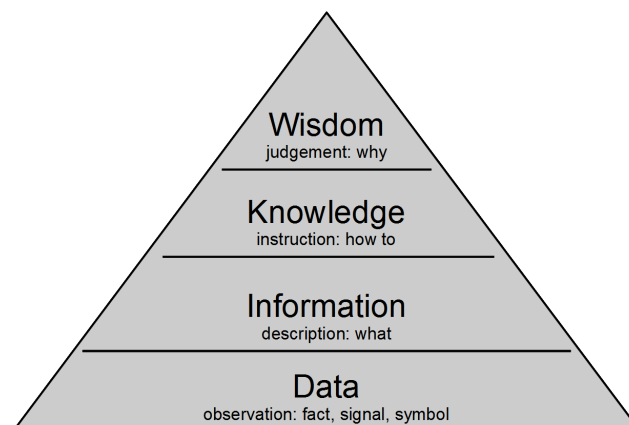 Wisdom
judgement: why
Knowledge
instruction: how to
Information
description: what
Data
observation: fact, signal, symbol